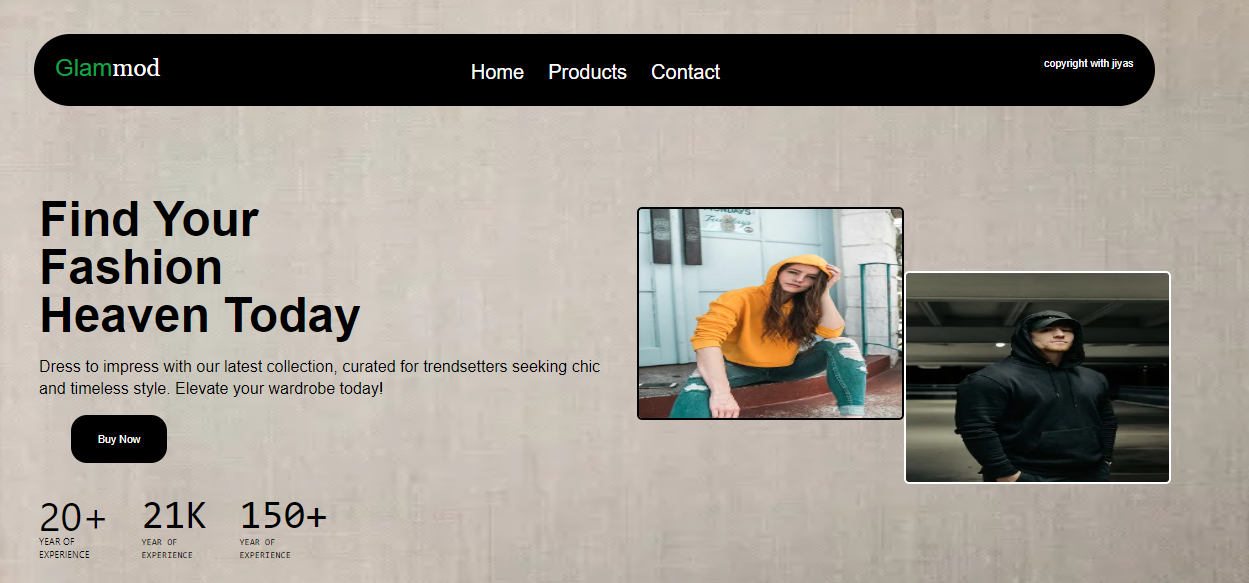 Glammod
Home Products Contact
copyright with jiyas
Find Your
Fashion
Heaven Today
Dress to impress with our latest collection, curated for trendsetters seeking chic
and timeless style. Elevate your wardrobe today!
Buy Now
20+ 21K 150+
YEAR OF YEAR OF YEAR OF
EXPERIENCE EXPERIENCE EXPERIENCE